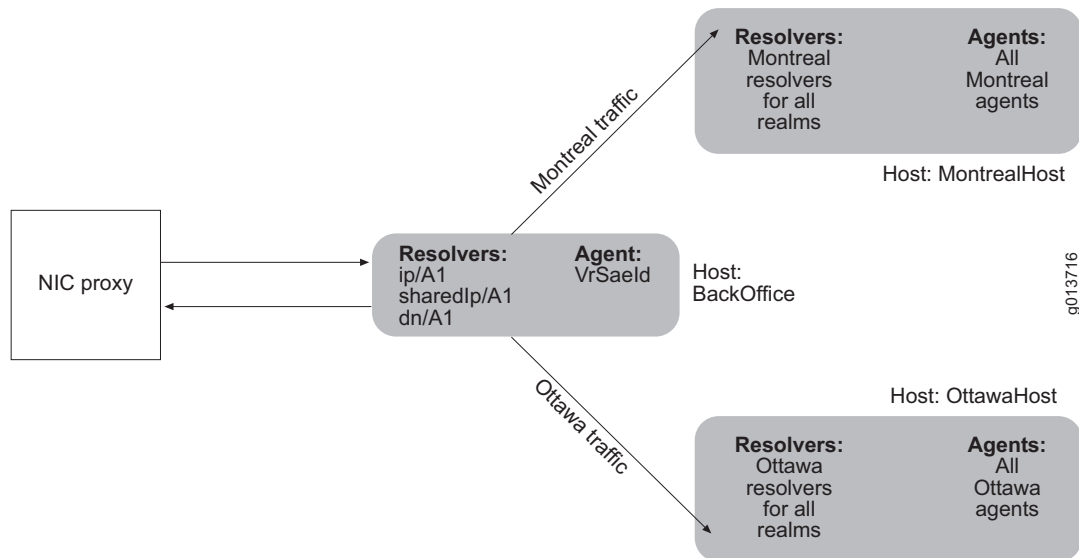 Resolvers:
Montreal
resolvers
for all
realms
Agents:
All
Montreal
agents
Host: MontrealHost
Montreal traffic
NIC proxy
Resolvers:
ip/A1
sharedIp/A1
dn/A1
Agent:
VrSaeId
Host:
BackOffice
g013716
Ottawa traffic
Host: OttawaHost
Resolvers:
Ottawa
resolvers
for all
realms
Agents:
All
Ottawa
agents